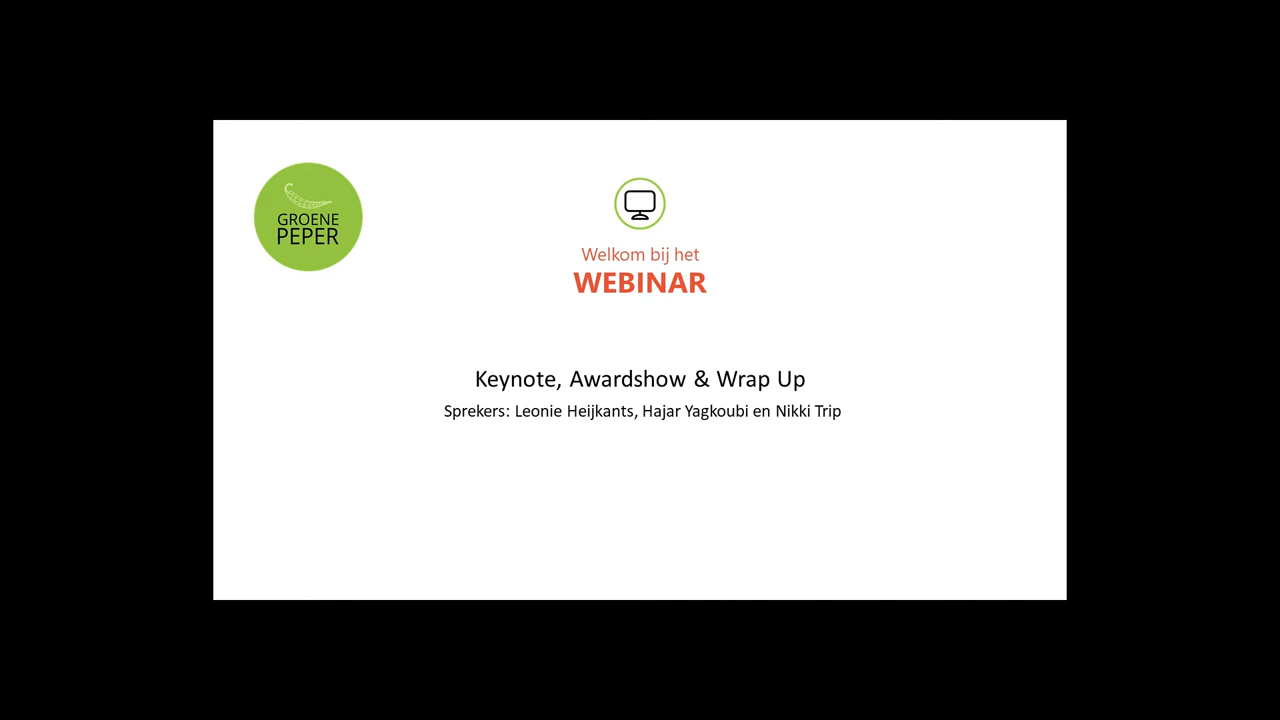 GROENE
PEPER
Welkom bij het
WEBINAR
Keynote, Awardshow & Wrap Up
Sprekers: Leonie Heijkants, Hajar Yagkoubi en Nikki Trip